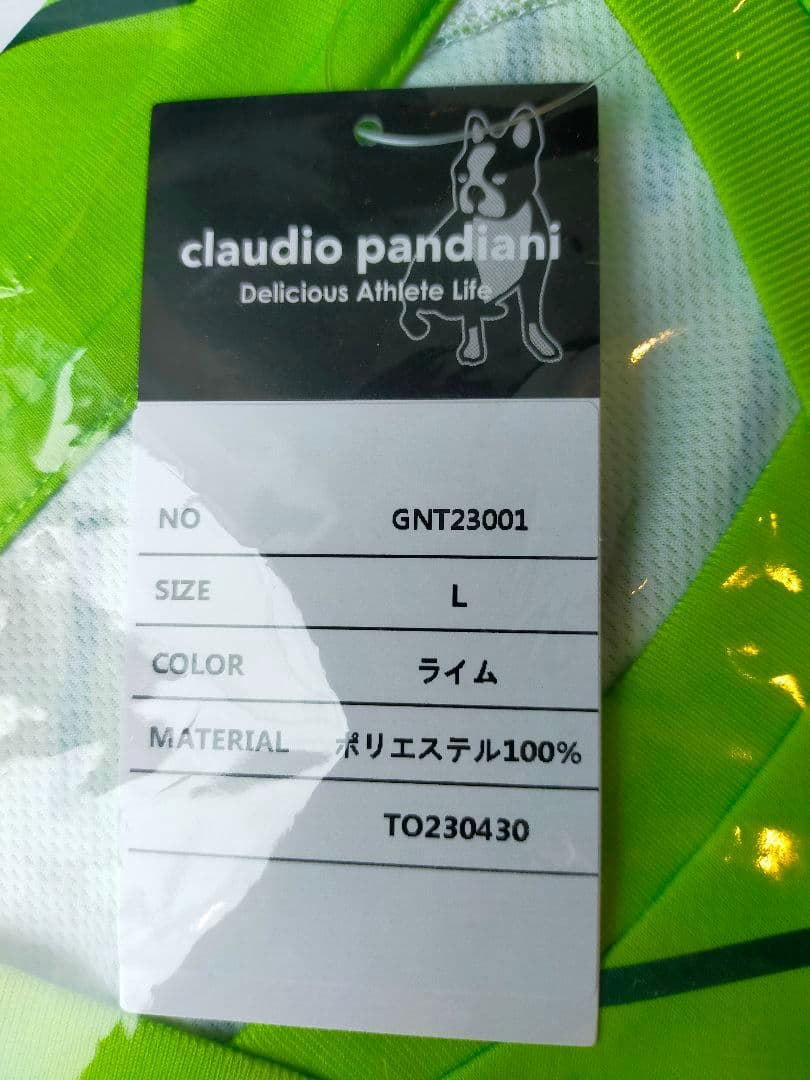 claudio pandiani
Delicious Athlete Life
NO GNT23001
SIZE L
COLOR ライム
MATERIAL ポリエステル100%
TO230430